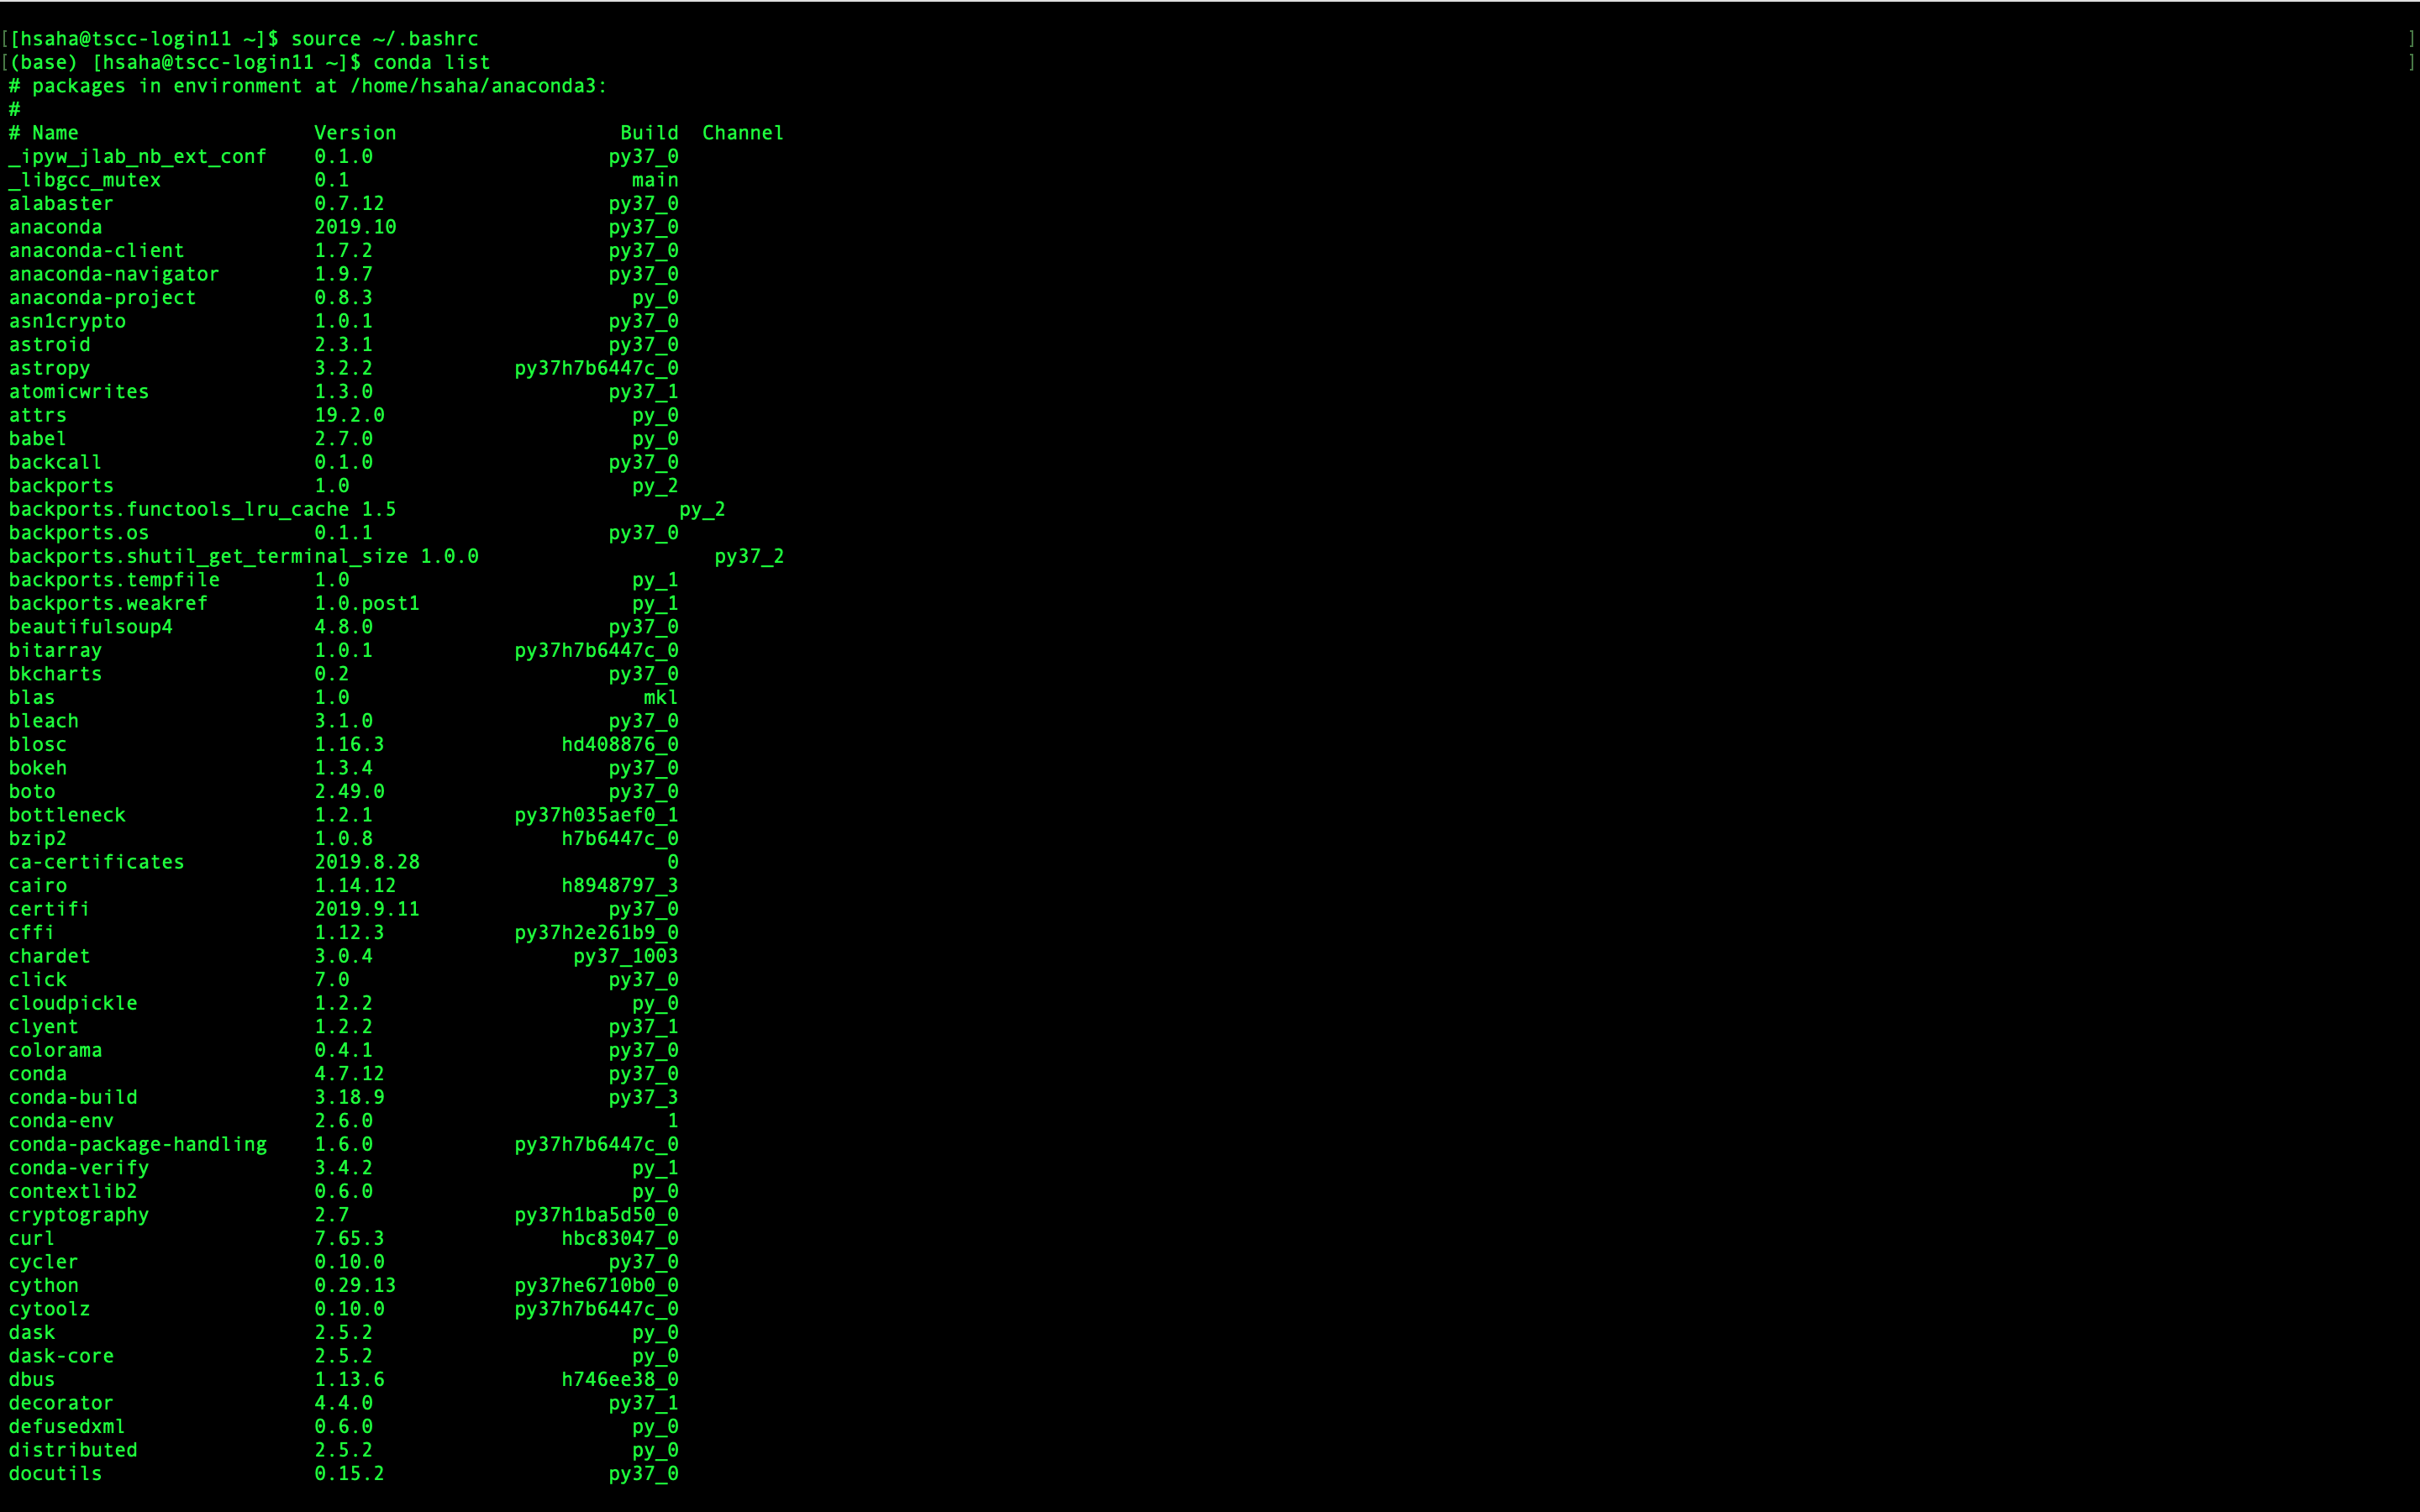 [[hsaha@tscc-login11 ~]$ source ~/.bashrc ]
[(base) [hsaha@tscc-login11 ~]$ conda list ]
# packages in environment at /home/hsaha/anaconda3:
#
# Name                    Version                   Build  Channel
_ipyw_jlab_nb_ext_conf    0.1.0                    py37_0
_libgcc_mutex             0.1                        main
alabaster                 0.7.12                   py37_0
anaconda                  2019.10                  py37_0
anaconda-client           1.7.2                    py37_0
anaconda-navigator        1.9.7                    py37_0
anaconda-project          0.8.3                      py_0
asn1crypto                1.0.1                    py37_0
astroid                   2.3.1                    py37_0
astropy                   3.2.2            py37h7b6447c_0
atomicwrites              1.3.0                    py37_1
attrs                     19.2.0                     py_0
babel                     2.7.0                      py_0
backcall                  0.1.0                    py37_0
backports                 1.0                        py_2
backports.functools_lru_cache 1.5                        py_2
backports.os              0.1.1                    py37_0
backports.shutil_get_terminal_size 1.0.0                    py37_2
backports.tempfile        1.0                        py_1
backports.weakref         1.0.post1                  py_1
beautifulsoup4            4.8.0                    py37_0
bitarray                  1.0.1            py37h7b6447c_0
bkcharts                  0.2                      py37_0
blas                      1.0                         mkl
bleach                    3.1.0                    py37_0
blosc                     1.16.3               hd408876_0
bokeh                     1.3.4                    py37_0
boto                      2.49.0                   py37_0
bottleneck                1.2.1            py37h035aef0_1
bzip2                     1.0.8                h7b6447c_0
ca-certificates           2019.8.28                     0
cairo                     1.14.12              h8948797_3
certifi                   2019.9.11                py37_0
cffi                      1.12.3           py37h2e261b9_0
chardet                   3.0.4                 py37_1003
click                     7.0                      py37_0
cloudpickle               1.2.2                      py_0
clyent                    1.2.2                    py37_1
colorama                  0.4.1                    py37_0
conda                     4.7.12                   py37_0
conda-build               3.18.9                   py37_3
conda-env                 2.6.0                         1
conda-package-handling    1.6.0            py37h7b6447c_0
conda-verify              3.4.2                      py_1
contextlib2               0.6.0                      py_0
cryptography              2.7              py37h1ba5d50_0
curl                      7.65.3               hbc83047_0
cycler                    0.10.0                   py37_0
cython                    0.29.13          py37he6710b0_0
cytoolz                   0.10.0           py37h7b6447c_0
dask                      2.5.2                      py_0
dask-core                 2.5.2                      py_0
dbus                      1.13.6               h746ee38_0
decorator                 4.4.0                    py37_1
defusedxml                0.6.0                      py_0
distributed               2.5.2                      py_0
docutils                  0.15.2                   py37_0